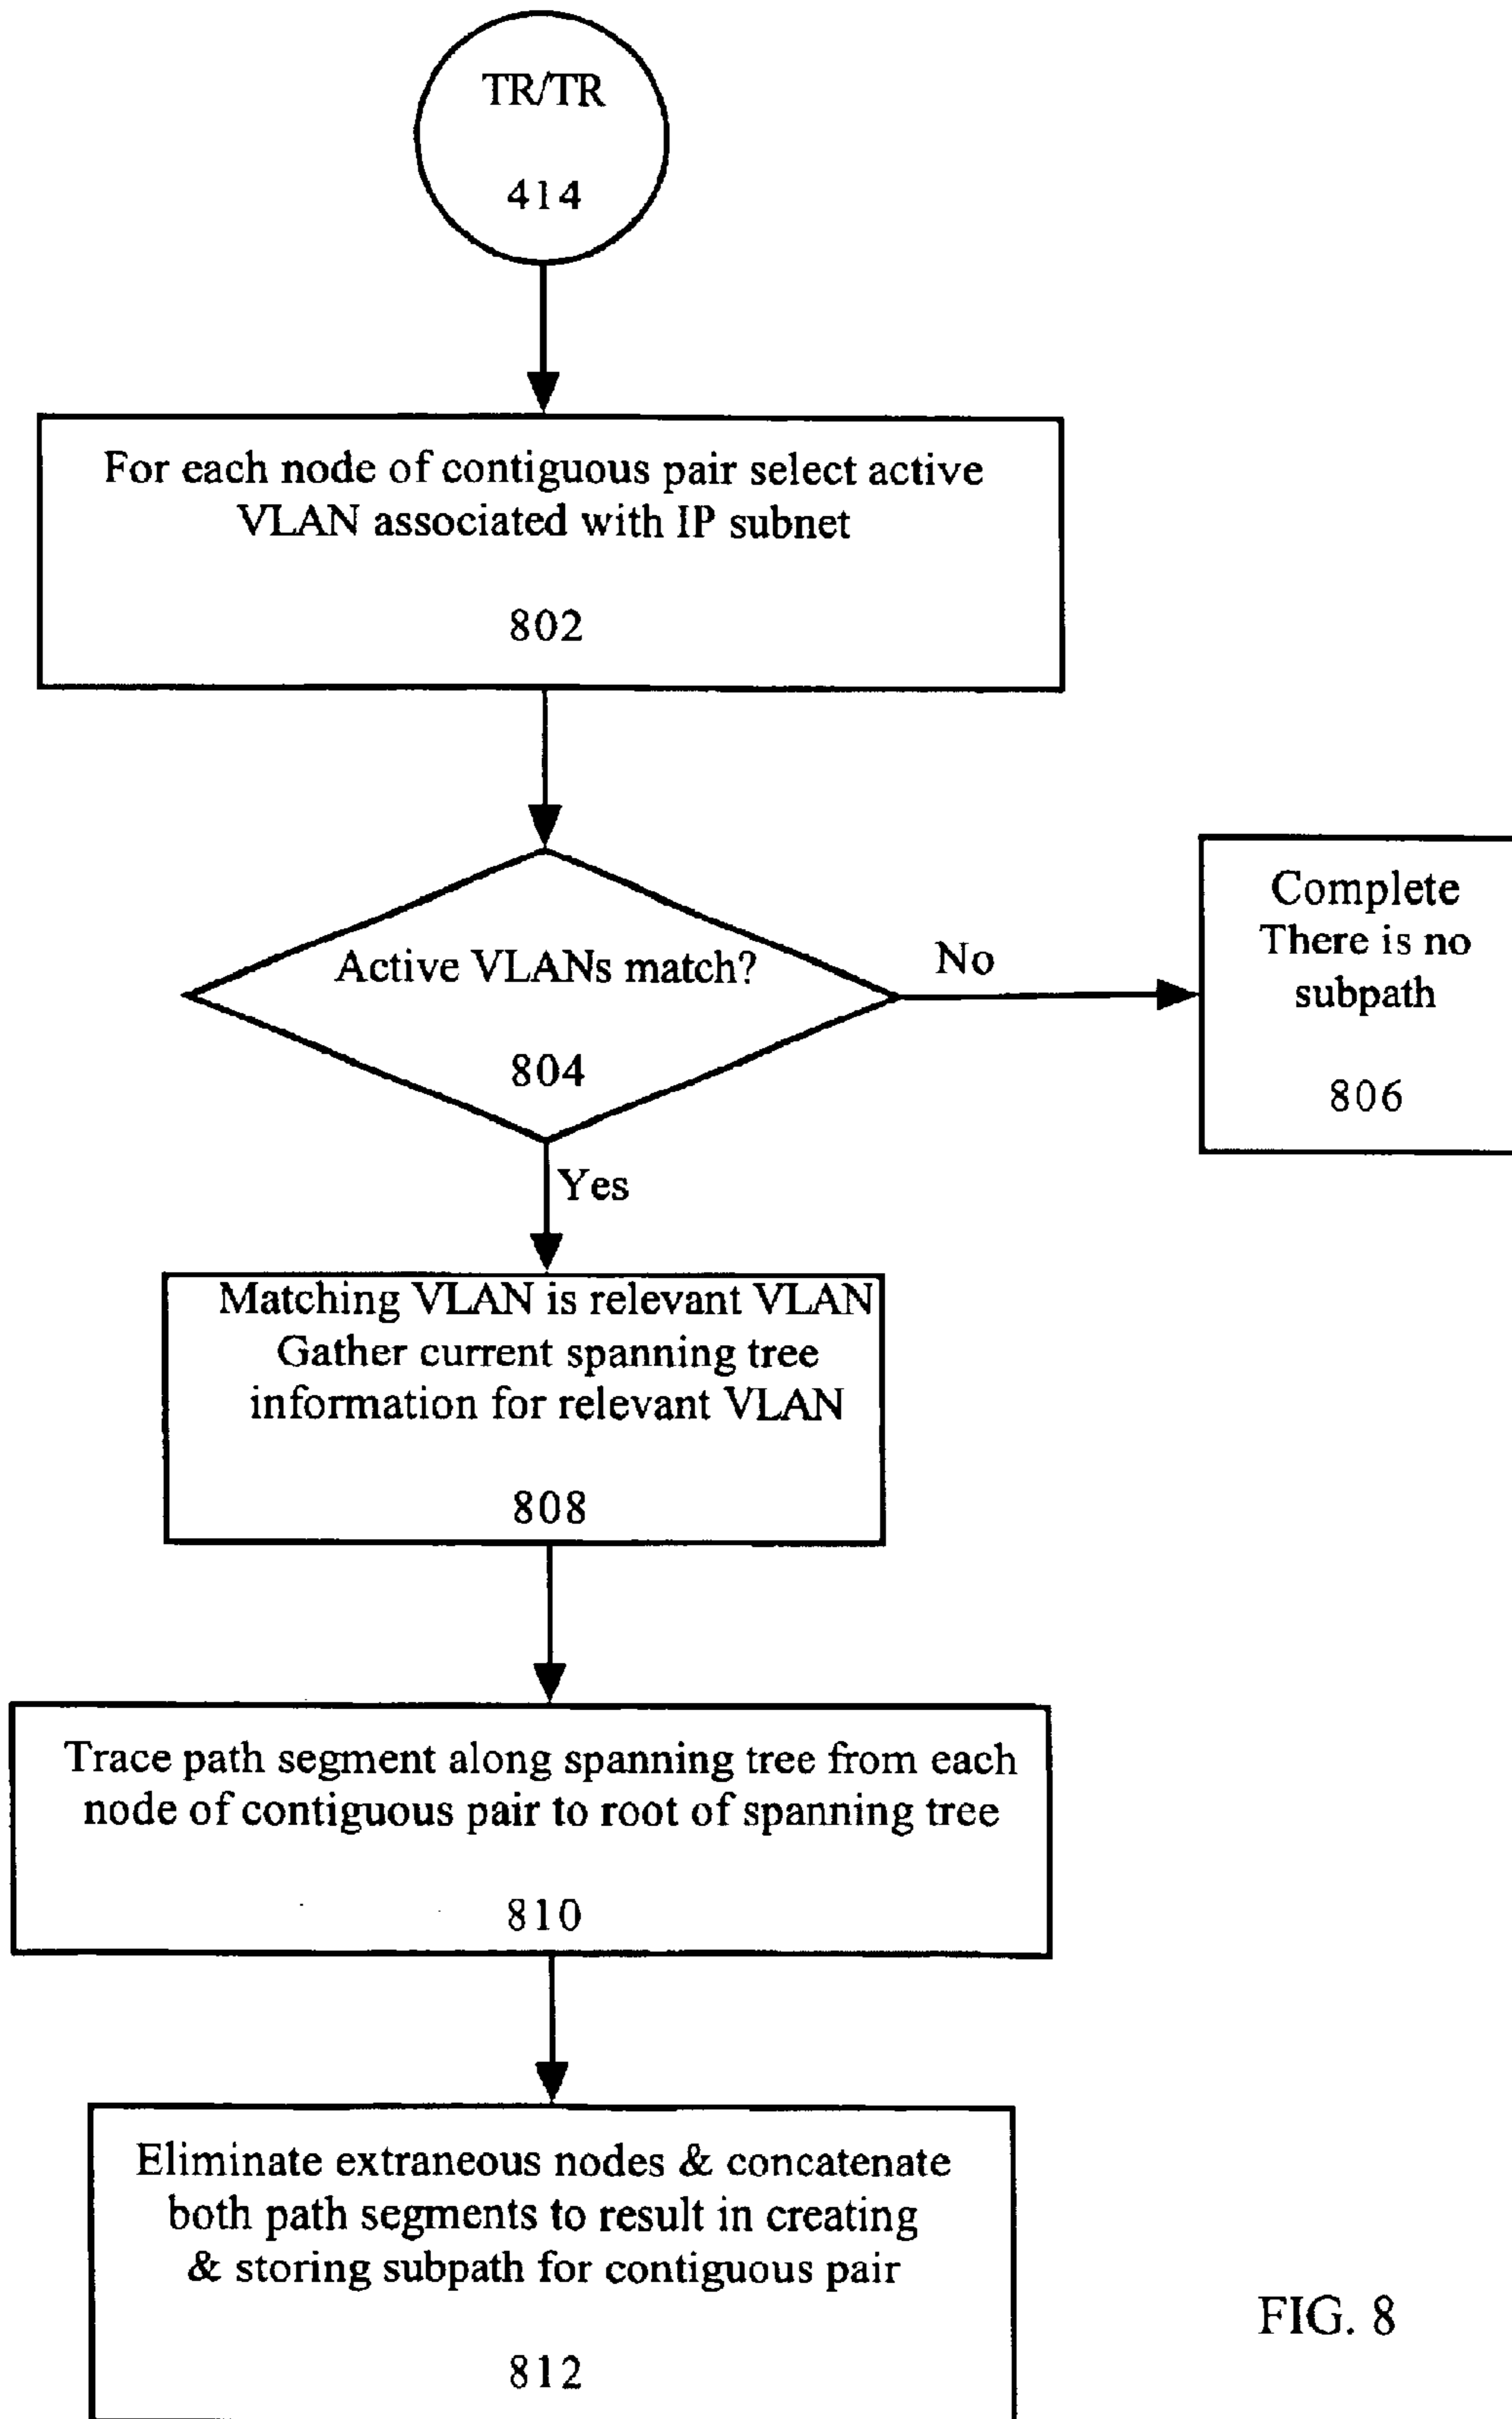 TR/TR
414
For each node of contiguous pair select active
VLAN associated with IP subnet
802
Active VLANs match?
804
No
Complete
There is no
subpath
806
Yes
Matching VLAN is relevant VLAN
Gather current spanning tree
information for relevant VLAN
808
Trace path segment along spanning tree from each
node of contiguous pair to root of spanning tree
810
Eliminate extraneous nodes & concatenate
both path segments to result in creating
& storing subpath for contiguous pair
812
FIG. 8